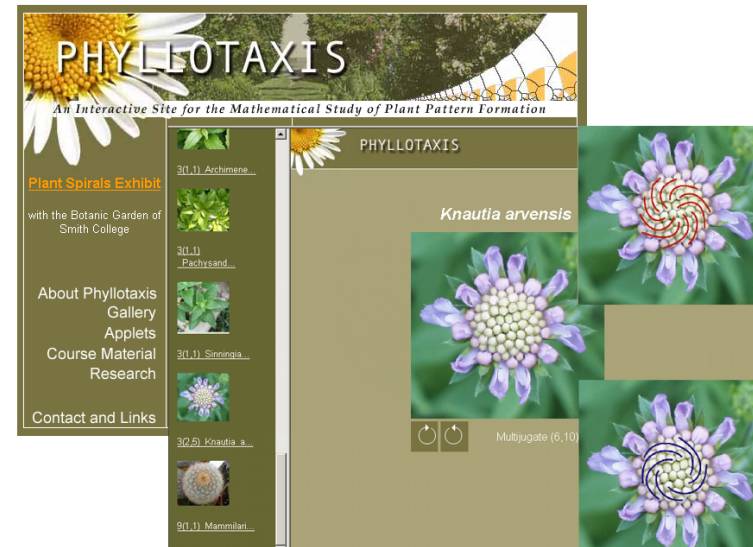 PHYLLOTAXIS
An Interactive Site for the Mathematical Study of Plant Pattern Formation
Plant Spirals Exhibit
with the Botanic Garden of
Smith College
About Phyllotaxis
Gallery
Applets
Course Material
Research
Contact and Links
3(1,1) Archimene...
3(1,1)
Pachysand...
3(1,1) Sinningia...
3(2,5) Knautia a...
9(1,1) Mammilari...
PHYLLOTAXIS
Knautia arvensis
Multijugate (6,10)